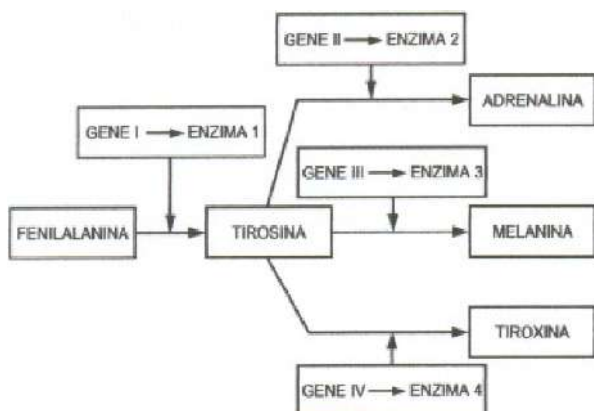 GENE II → ENZIMA 2
ADRENALINA
GENE I → ENZIMA 1
GENE III → ENZIMA 3
FENILALANINA
TIROSINA
MELANINA
TIROXINA
GENE IV → ENZIMA 4